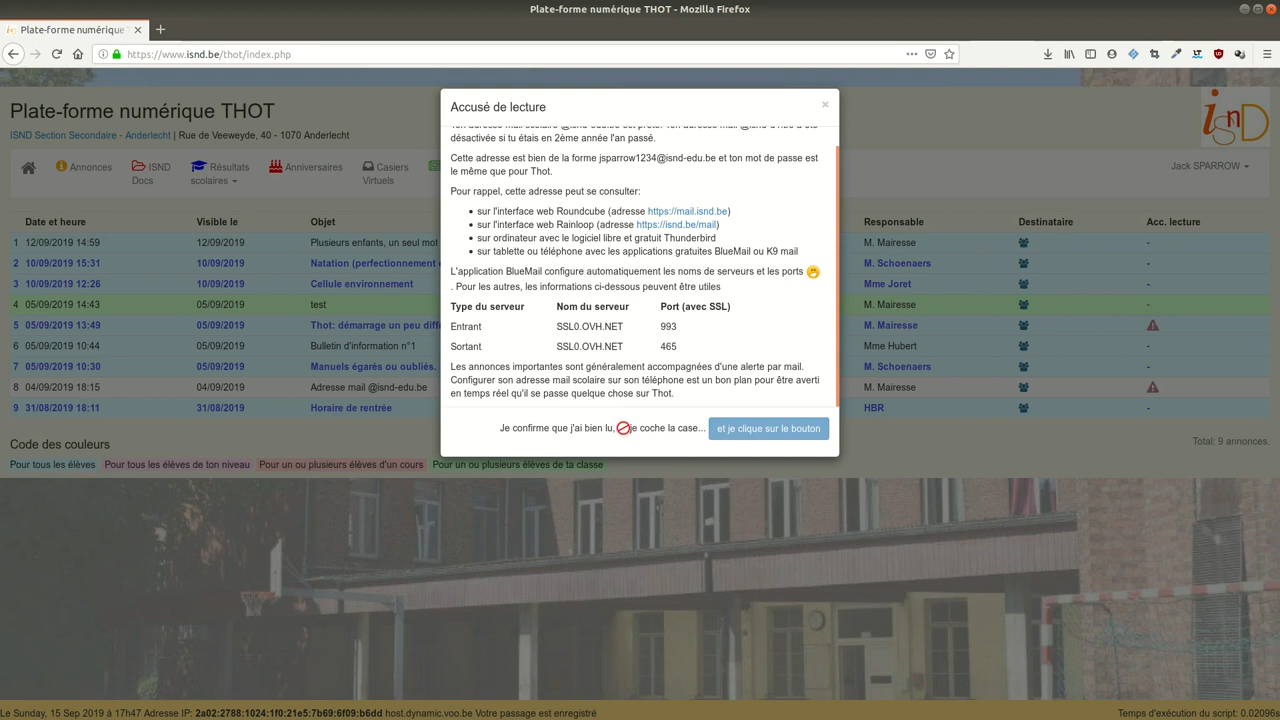 Plate-forme numérique THOT - Mozilla Firefox
Plate-forme numérique
https://www.isnd.be/thot/index.php
Plate-forme numérique THOT
ISND Section Secondaire - Anderlecht | Rue de Veeweyde, 40 - 1070 Anderlecht
isnD
Annonces
ISND Docs
Résultats scolaires
Anniversaires
Casiers Virtuels
Jack SPARROW
Date et heure Visible le Objet Responsable Destinataire Acc. lecture
1 12/09/2019 14:59 12/09/2019 Plusieurs enfants, un seul mot M. Mairesse -
2 10/09/2019 15:31 10/09/2019 Natation (perfectionnement M. Schoenaers -
3 10/09/2019 12:26 10/09/2019 Cellule environnement Mme Joret -
4 05/09/2019 14:43 05/09/2019 test M. Mairesse -
5 05/09/2019 13:49 05/09/2019 Thot: démarrage un peu M. Mairesse
6 05/09/2019 10:44 05/09/2019 Bulletin d'information n°1 Mme Hubert -
7 05/09/2019 10:30 05/09/2019 Manuels égarés ou oubliés. M. Schoenaers -
8 04/09/2019 18:15 04/09/2019 Adresse mail @isnd-edu.be M. Mairesse
9 31/08/2019 18:11 31/08/2019 Horaire de rentrée HBR -
Code des couleurs
Total: 9 annonces.
Pour tous les élèves Pour tous les élèves de ton niveau Pour un ou plusieurs élèves d'un cours Pour un ou plusieurs élèves de ta classe
Accusé de lecture ×
désactivée si tu étais en 2ème année l'an passé.
Cette adresse est bien de la forme jsparrow1234@isnd-edu.be et ton mot de passe est
le même que pour Thot.
Pour rappel, cette adresse peut se consulter:
• sur l'interface web Roundcube (adresse https://mail.isnd.be)
• sur l'interface web Rainloop (adresse https://isnd.be/mail)
• sur ordinateur avec le logiciel libre et gratuit Thunderbird
• sur tablette ou téléphone avec les applications gratuites BlueMail ou K9 mail
L'application BlueMail configure automatiquement les noms de serveurs et les ports
. Pour les autres, les informations ci-dessous peuvent être utiles
Type du serveur Nom du serveur Port (avec SSL)
Entrant SSL0.OVH.NET 993
Sortant SSL0.OVH.NET 465
Les annonces importantes sont généralement accompagnées d'une alerte par mail.
Configurer son adresse mail scolaire sur son téléphone est un bon plan pour être averti
en temps réel qu'il se passe quelque chose sur Thot.
Je confirme que j'ai bien lu, je coche la case... et je clique sur le bouton
Le Sunday, 15 Sep 2019 à 17h47 Adresse IP: 2a02:2788:1024:1f0:21e5:7b69:6f09:b6dd host.dynamic.voo.be Votre passage est enregistré
Temps d'exécution du script: 0.02096s